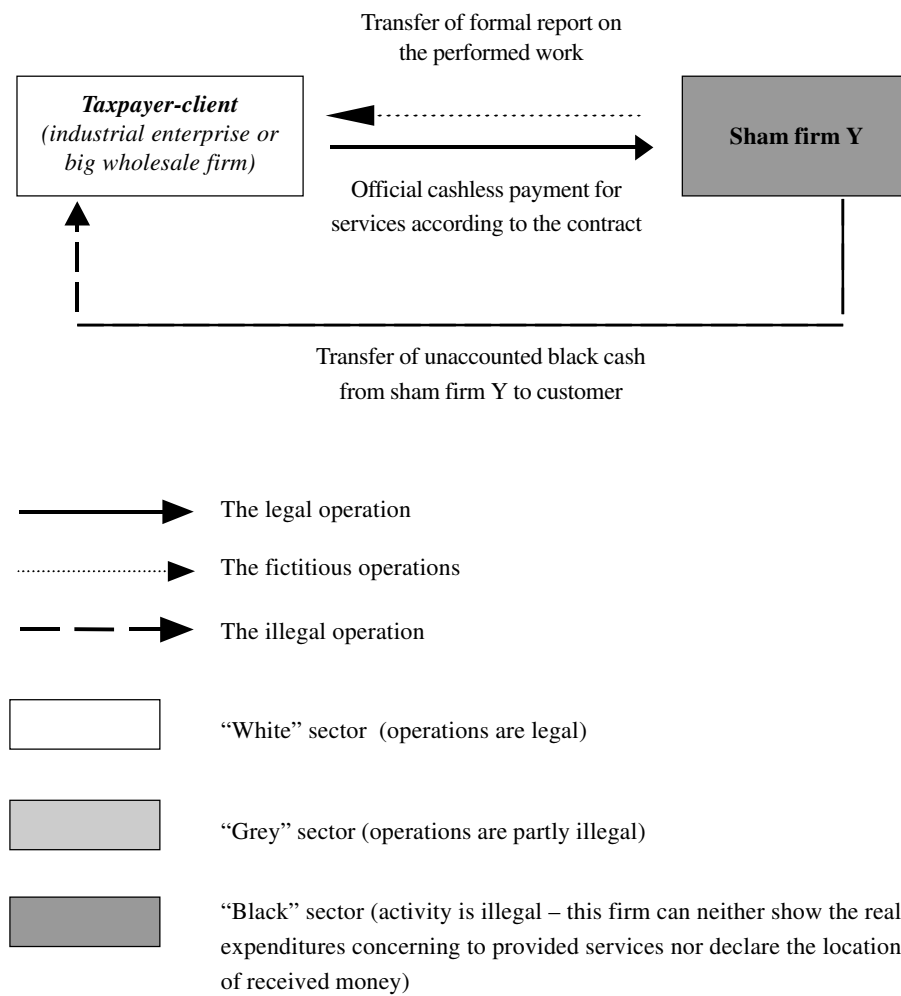 Transfer of formal report on
the performed work
Taxpayer-client
(industrial enterprise or
big wholesale firm)
Sham firm Y
Official cashless payment for
services according to the contract
Transfer of unaccounted black cash
from sham firm Y to customer
The legal operation
The fictitious operations
The illegal operation
“White” sector (operations are legal)
“Grey” sector (operations are partly illegal)
“Black” sector (activity is illegal – this firm can neither show the real
expenditures concerning to provided services nor declare the location
of received money)